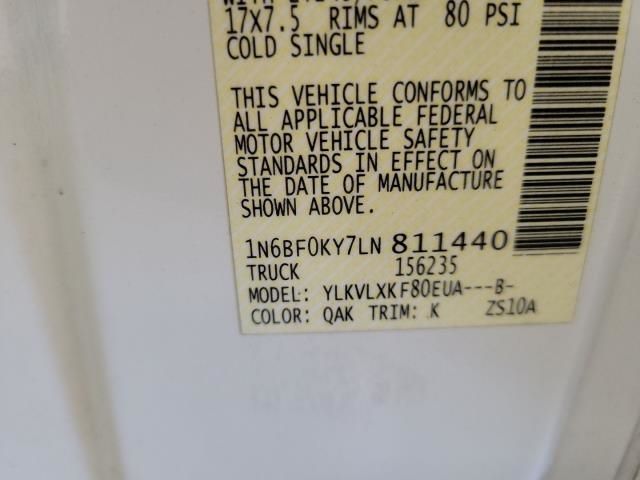 17X7.5 RIMS AT 80 PSI
COLD SINGLE
THIS VEHICLE CONFORMS TO
ALL APPLICABLE FEDERAL
MOTOR VEHICLE SAFETY
STANDARDS IN EFFECT ON
THE DATE OF MANUFACTURE
SHOWN ABOVE.
1N6BF0KY7LN 811440
TRUCK 156235
MODEL: YLKVLXKF80EUA---B-
COLOR: QAK TRIM: K ZS10A